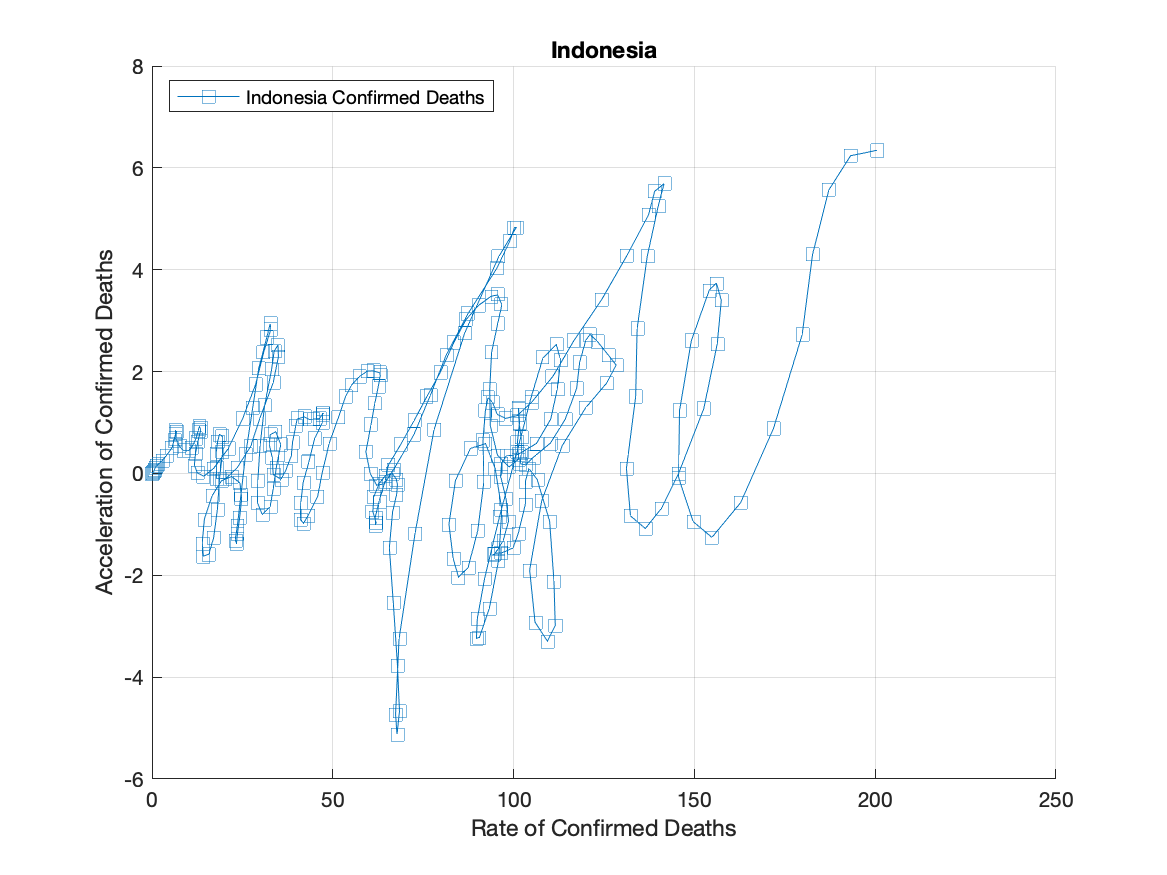 Indonesia
8
Indonesia Confirmed Deaths
6
4
2
0
-2
-4
-6
Acceleration of Confirmed Deaths
0 50 100 150 200 250
Rate of Confirmed Deaths